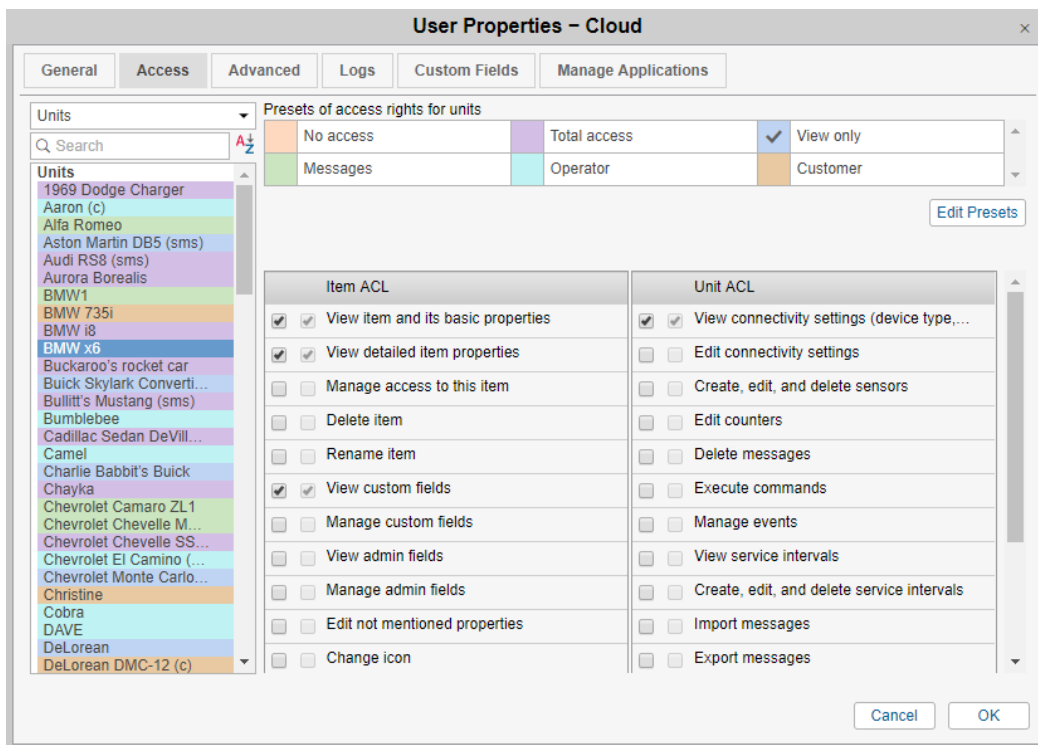 User Properties – Cloud
General Access Advanced Logs Custom Fields Manage Applications
Units
Search
Units
1969 Dodge Charger
Aaron (c)
Alfa Romeo
Aston Martin DB5 (sms)
Audi RS8 (sms)
Aurora Borealis
BMW1
BMW 735i
BMW i8
BMW x6
Buckaroo's rocket car
Buick Skylark Converti...
Bullitt's Mustang (sms)
Bumblebee
Cadillac Sedan DeVill...
Camel
Charlie Babbit's Buick
Chayka
Chevrolet Camaro ZL1
Chevrolet Chevelle M...
Chevrolet Chevelle SS...
Chevrolet El Camino (...
Chevrolet Monte Carlo...
Christine
Cobra
DAVE
DeLorean
DeLorean DMC-12 (c)
Presets of access rights for units
No access Total access View only
Messages Operator Customer
Edit Presets
Item ACL
View item and its basic properties
View detailed item properties
Manage access to this item
Delete item
Rename item
View custom fields
Manage custom fields
View admin fields
Manage admin fields
Edit not mentioned properties
Change icon
Unit ACL
View connectivity settings (device type,...
Edit connectivity settings
Create, edit, and delete sensors
Edit counters
Delete messages
Execute commands
Manage events
View service intervals
Create, edit, and delete service intervals
Import messages
Export messages
Cancel OK